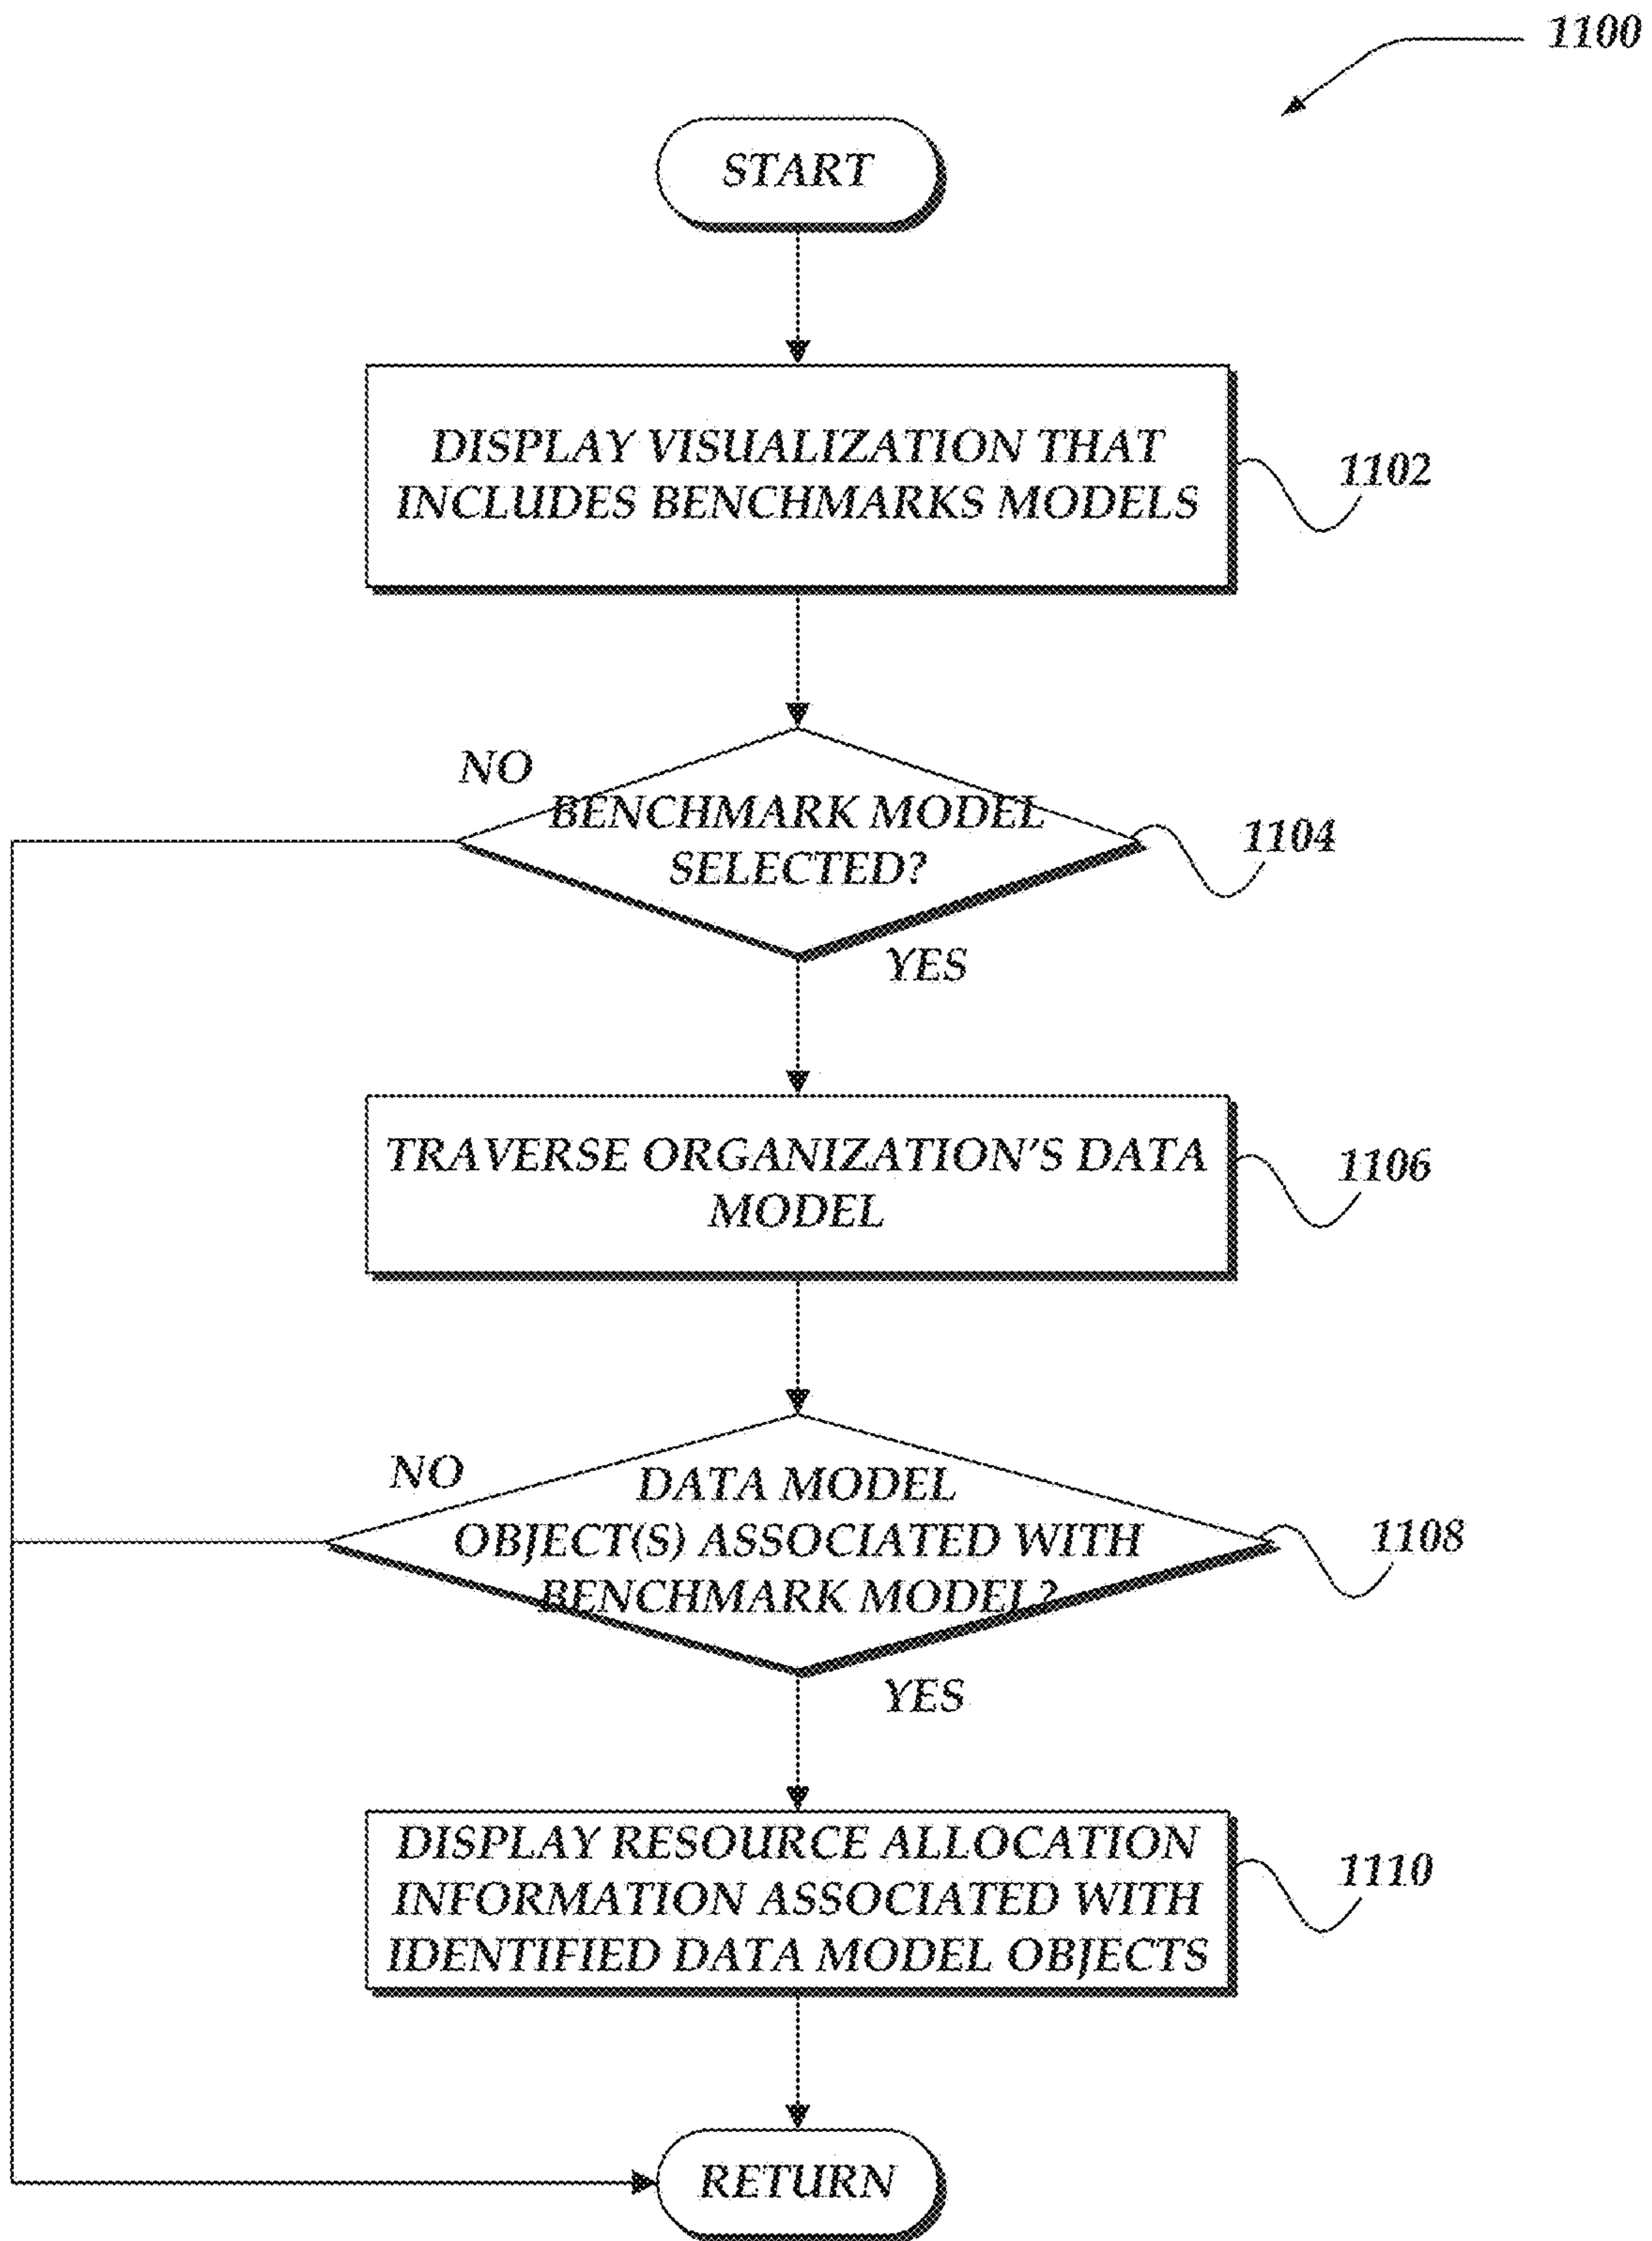 1100
START
DISPLAY VISUALIZATION THAT
INCLUDES BENCHMARKS MODELS
1102
NO
BENCHMARK MODEL
SELECTED?
1104
YES
TRAVERSE ORGANIZATION'S DATA
MODEL
1106
NO
DATA MODEL
OBJECT(S) ASSOCIATED WITH
BENCHMARK MODEL?
1108
YES
DISPLAY RESOURCE ALLOCATION
INFORMATION ASSOCIATED WITH
IDENTIFIED DATA MODEL OBJECTS
1110
RETURN